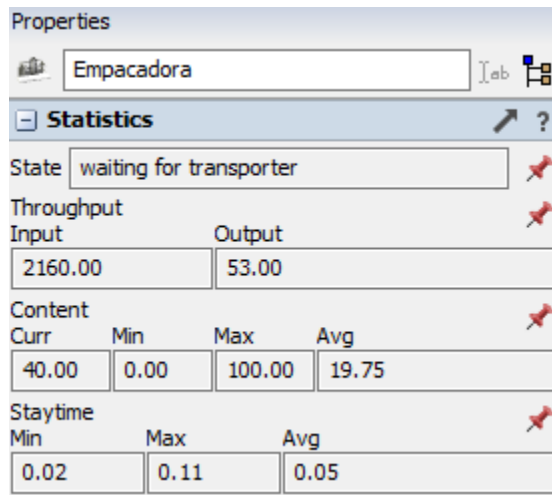 Properties
Empacadora
Statistics ?
State waiting for transporter
Throughput
Input Output
2160.00 53.00
Content
Curr Min Max Avg
40.00 0.00 100.00 19.75
Staytime
Min Max Avg
0.02 0.11 0.05